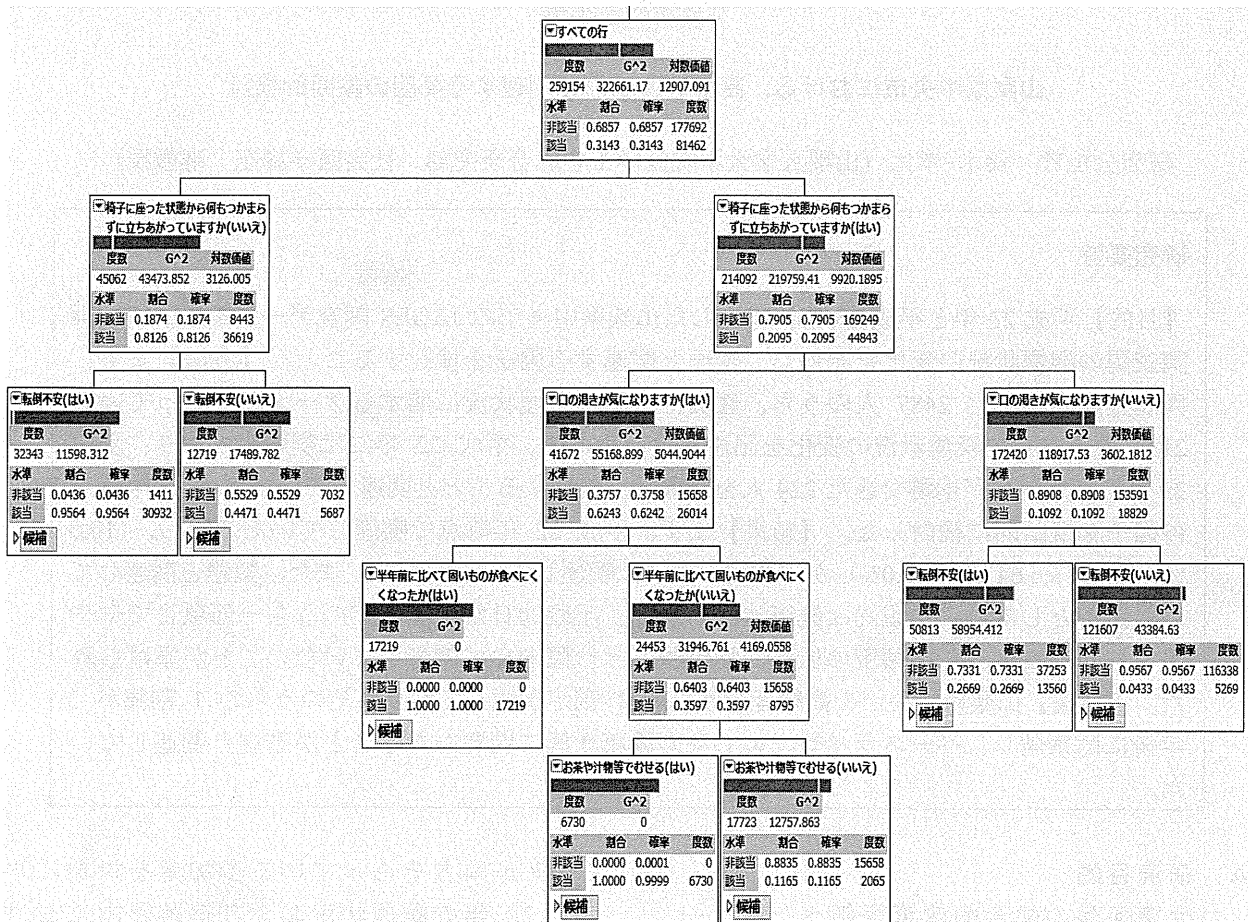 すべての行
度数 G^2 対数価値
259154 322661.17 12907.091
水準 割合 確率 度数
非該当 0.6857 0.6857 177692
該当 0.3143 0.3143 81462
椅子に座った状態から何もつかまら
ずに立ちあがっていますか(いいえ)
度数 G^2 対数価値
45062 43473.852 3126.005
水準 割合 確率 度数
非該当 0.1874 0.1874 8443
該当 0.8126 0.8126 36619
椅子に座った状態から何もつかまら
ずに立ちあがっていますか(はい)
度数 G^2 対数価値
214092 219759.41 9920.1895
水準 割合 確率 度数
非該当 0.7905 0.7905 169249
該当 0.2095 0.2095 44843
転倒不安(はい)
度数 G^2
32343 11598.312
水準 割合 確率 度数
非該当 0.0436 0.0436 1411
該当 0.9564 0.9564 30932
候補
転倒不安(いいえ)
度数 G^2
12719 17489.782
水準 割合 確率 度数
非該当 0.5529 0.5529 7032
該当 0.4471 0.4471 5687
候補
口の渇きが気になりますか(はい)
度数 G^2 対数価値
41672 55168.899 5044.9044
水準 割合 確率 度数
非該当 0.3757 0.3758 15658
該当 0.6243 0.6242 26014
口の渇きが気になりますか(いいえ)
度数 G^2 対数価値
172420 118917.53 3602.1812
水準 割合 確率 度数
非該当 0.8908 0.8908 153591
該当 0.1092 0.1092 18829
半年前に比べて固いものが食べにく
くなったか(はい)
度数 G^2
17219 0
水準 割合 確率 度数
非該当 0.0000 0.0000 0
該当 1.0000 1.0000 17219
候補
半年前に比べて固いものが食べにく
くなったか(いいえ)
度数 G^2 対数価値
24453 31946.761 4169.0558
水準 割合 確率 度数
非該当 0.6403 0.6403 15658
該当 0.3597 0.3597 8795
転倒不安(はい)
度数 G^2
50813 58954.412
水準 割合 確率 度数
非該当 0.7331 0.7331 37253
該当 0.2669 0.2669 13560
候補
転倒不安(いいえ)
度数 G^2
121607 43384.63
水準 割合 確率 度数
非該当 0.9567 0.9567 116338
該当 0.0433 0.0433 5269
候補
お茶や汁物等でむせる(はい)
度数 G^2
6730 0
水準 割合 確率 度数
非該当 0.0000 0.0001 0
該当 1.0000 0.9999 6730
候補
お茶や汁物等でむせる(いいえ)
度数 G^2
17723 12757.863
水準 割合 確率 度数
非該当 0.8835 0.8835 15658
該当 0.1165 0.1165 2065
候補